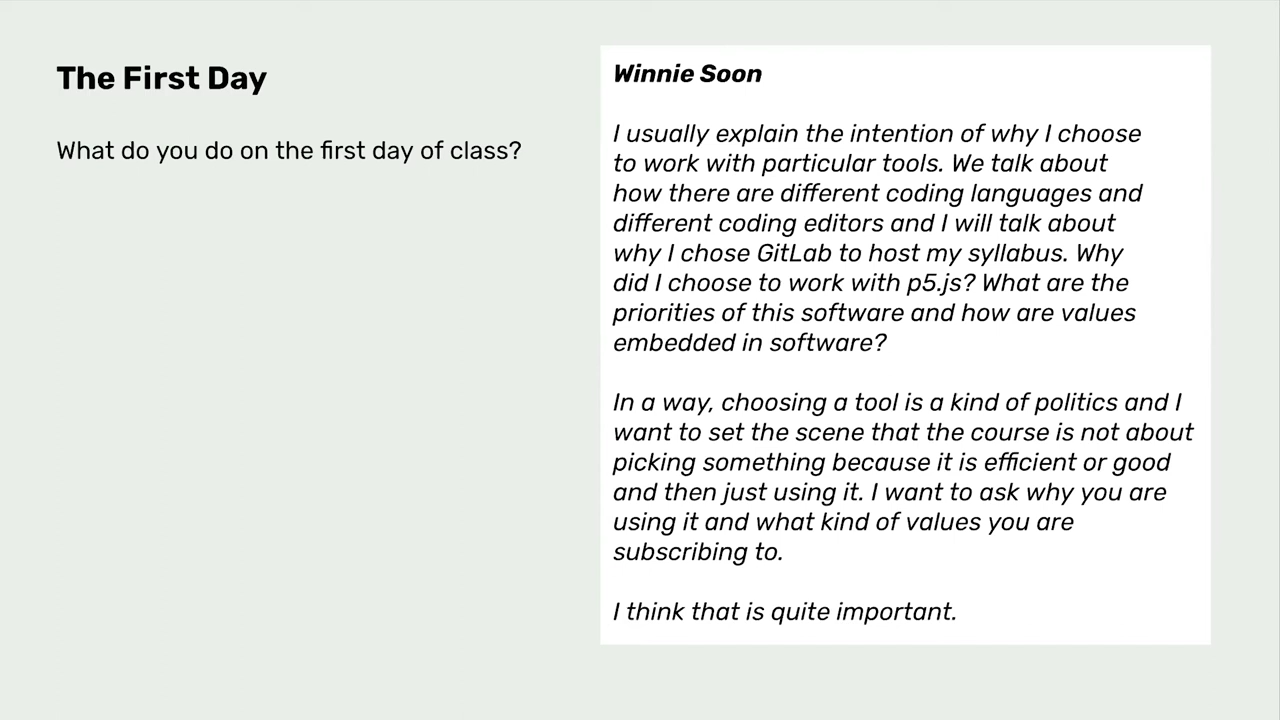 The First Day
What do you do on the first day of class?
Winnie Soon
I usually explain the intention of why I choose
to work with particular tools. We talk about
how there are different coding languages and
different coding editors and I will talk about
why I chose GitLab to host my syllabus. Why
did I choose to work with p5.js? What are the
priorities of this software and how are values
embedded in software?
In a way, choosing a tool is a kind of politics and I
want to set the scene that the course is not about
picking something because it is efficient or good
and then just using it. I want to ask why you are
using it and what kind of values you are
subscribing to.
I think that is quite important.